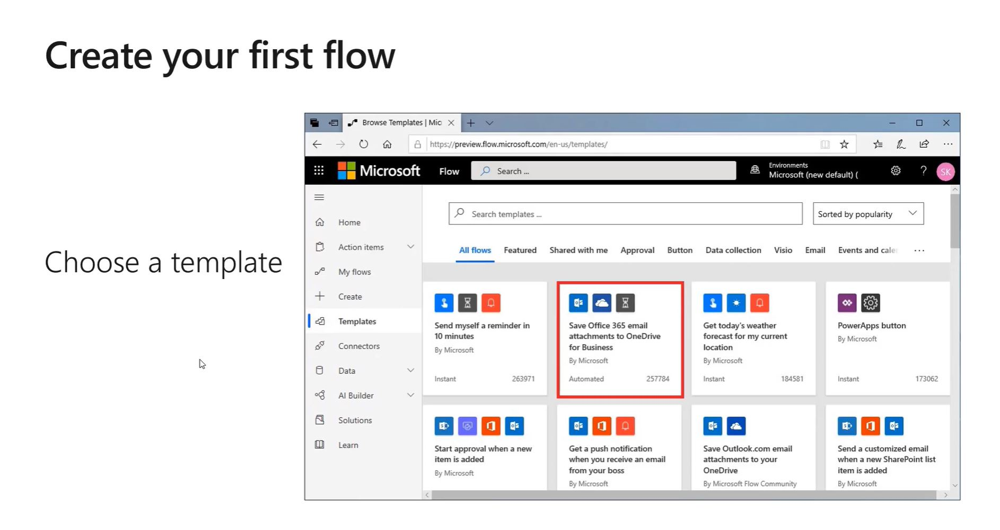 Create your first flow
Choose a template
Browse Templates | Mic
https://preview.flow.microsoft.com/en-us/templates/
Microsoft
Flow
Search ...
Environments
Microsoft (new default) (
?
SK
Search templates ...
Sorted by popularity
Home
Action items
My flows
Create
Templates
Connectors
Data
AI Builder
Solutions
Learn
All flows Featured Shared with me Approval Button Data collection Visio Email Events and caler ...
Send myself a reminder in
10 minutes
By Microsoft
Instant 263971
Save Office 365 email
attachments to OneDrive
for Business
By Microsoft
Automated 257784
Get today's weather
forecast for my current
location
By Microsoft
Instant 184581
PowerApps button
By Microsoft
Instant 173062
Start approval when a new
item is added
By Microsoft
Get a push notification
when you receive an email
from your boss
By Microsoft
Save Outlook.com email
attachments to your
OneDrive
By Microsoft Flow Community
Send a customized email
when a new SharePoint list
item is added
By Microsoft